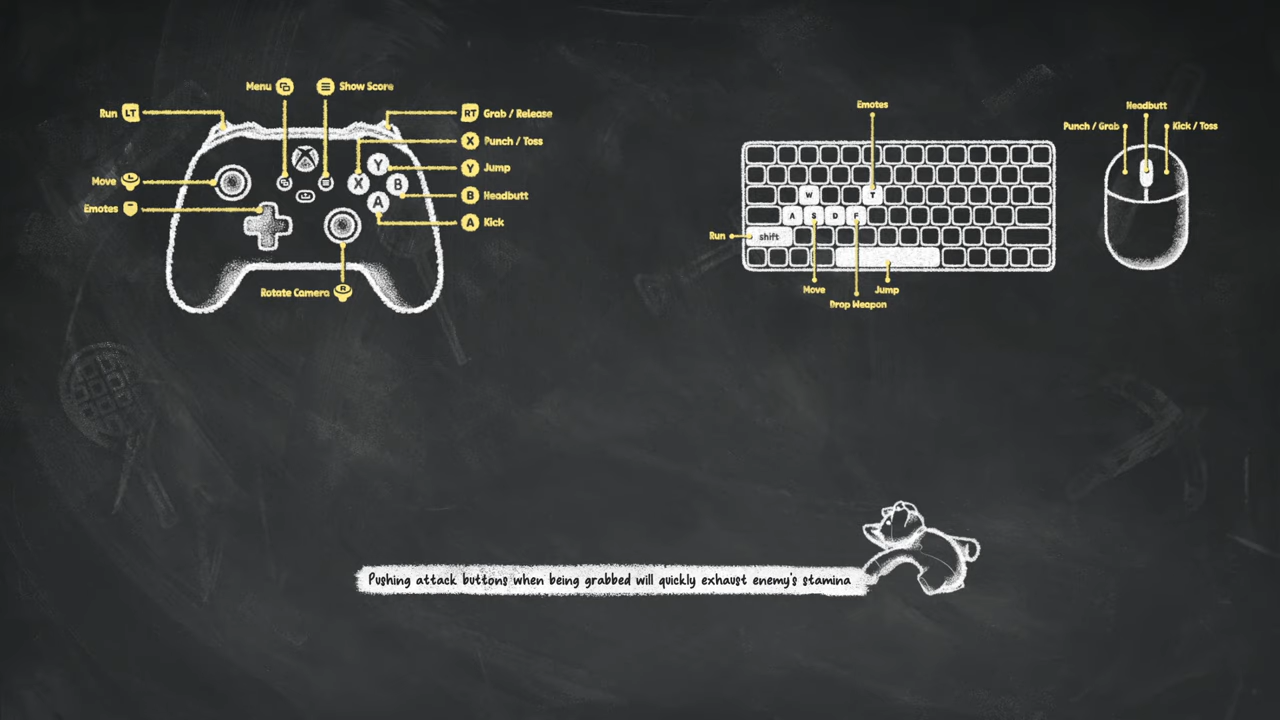 Menu
Show Score
Run LT
RT Grab / Release
X Punch / Toss
Move L
Y Jump
Emotes
B Headbutt
A Kick
Y
X B
A
Rotate Camera R
Emotes
Headbutt
Punch / Grab
Kick / Toss
W
A S D F
Run shift
Move
Jump
Drop Weapon
Pushing attack buttons when being grabbed will quickly exhaust enemy's stamina